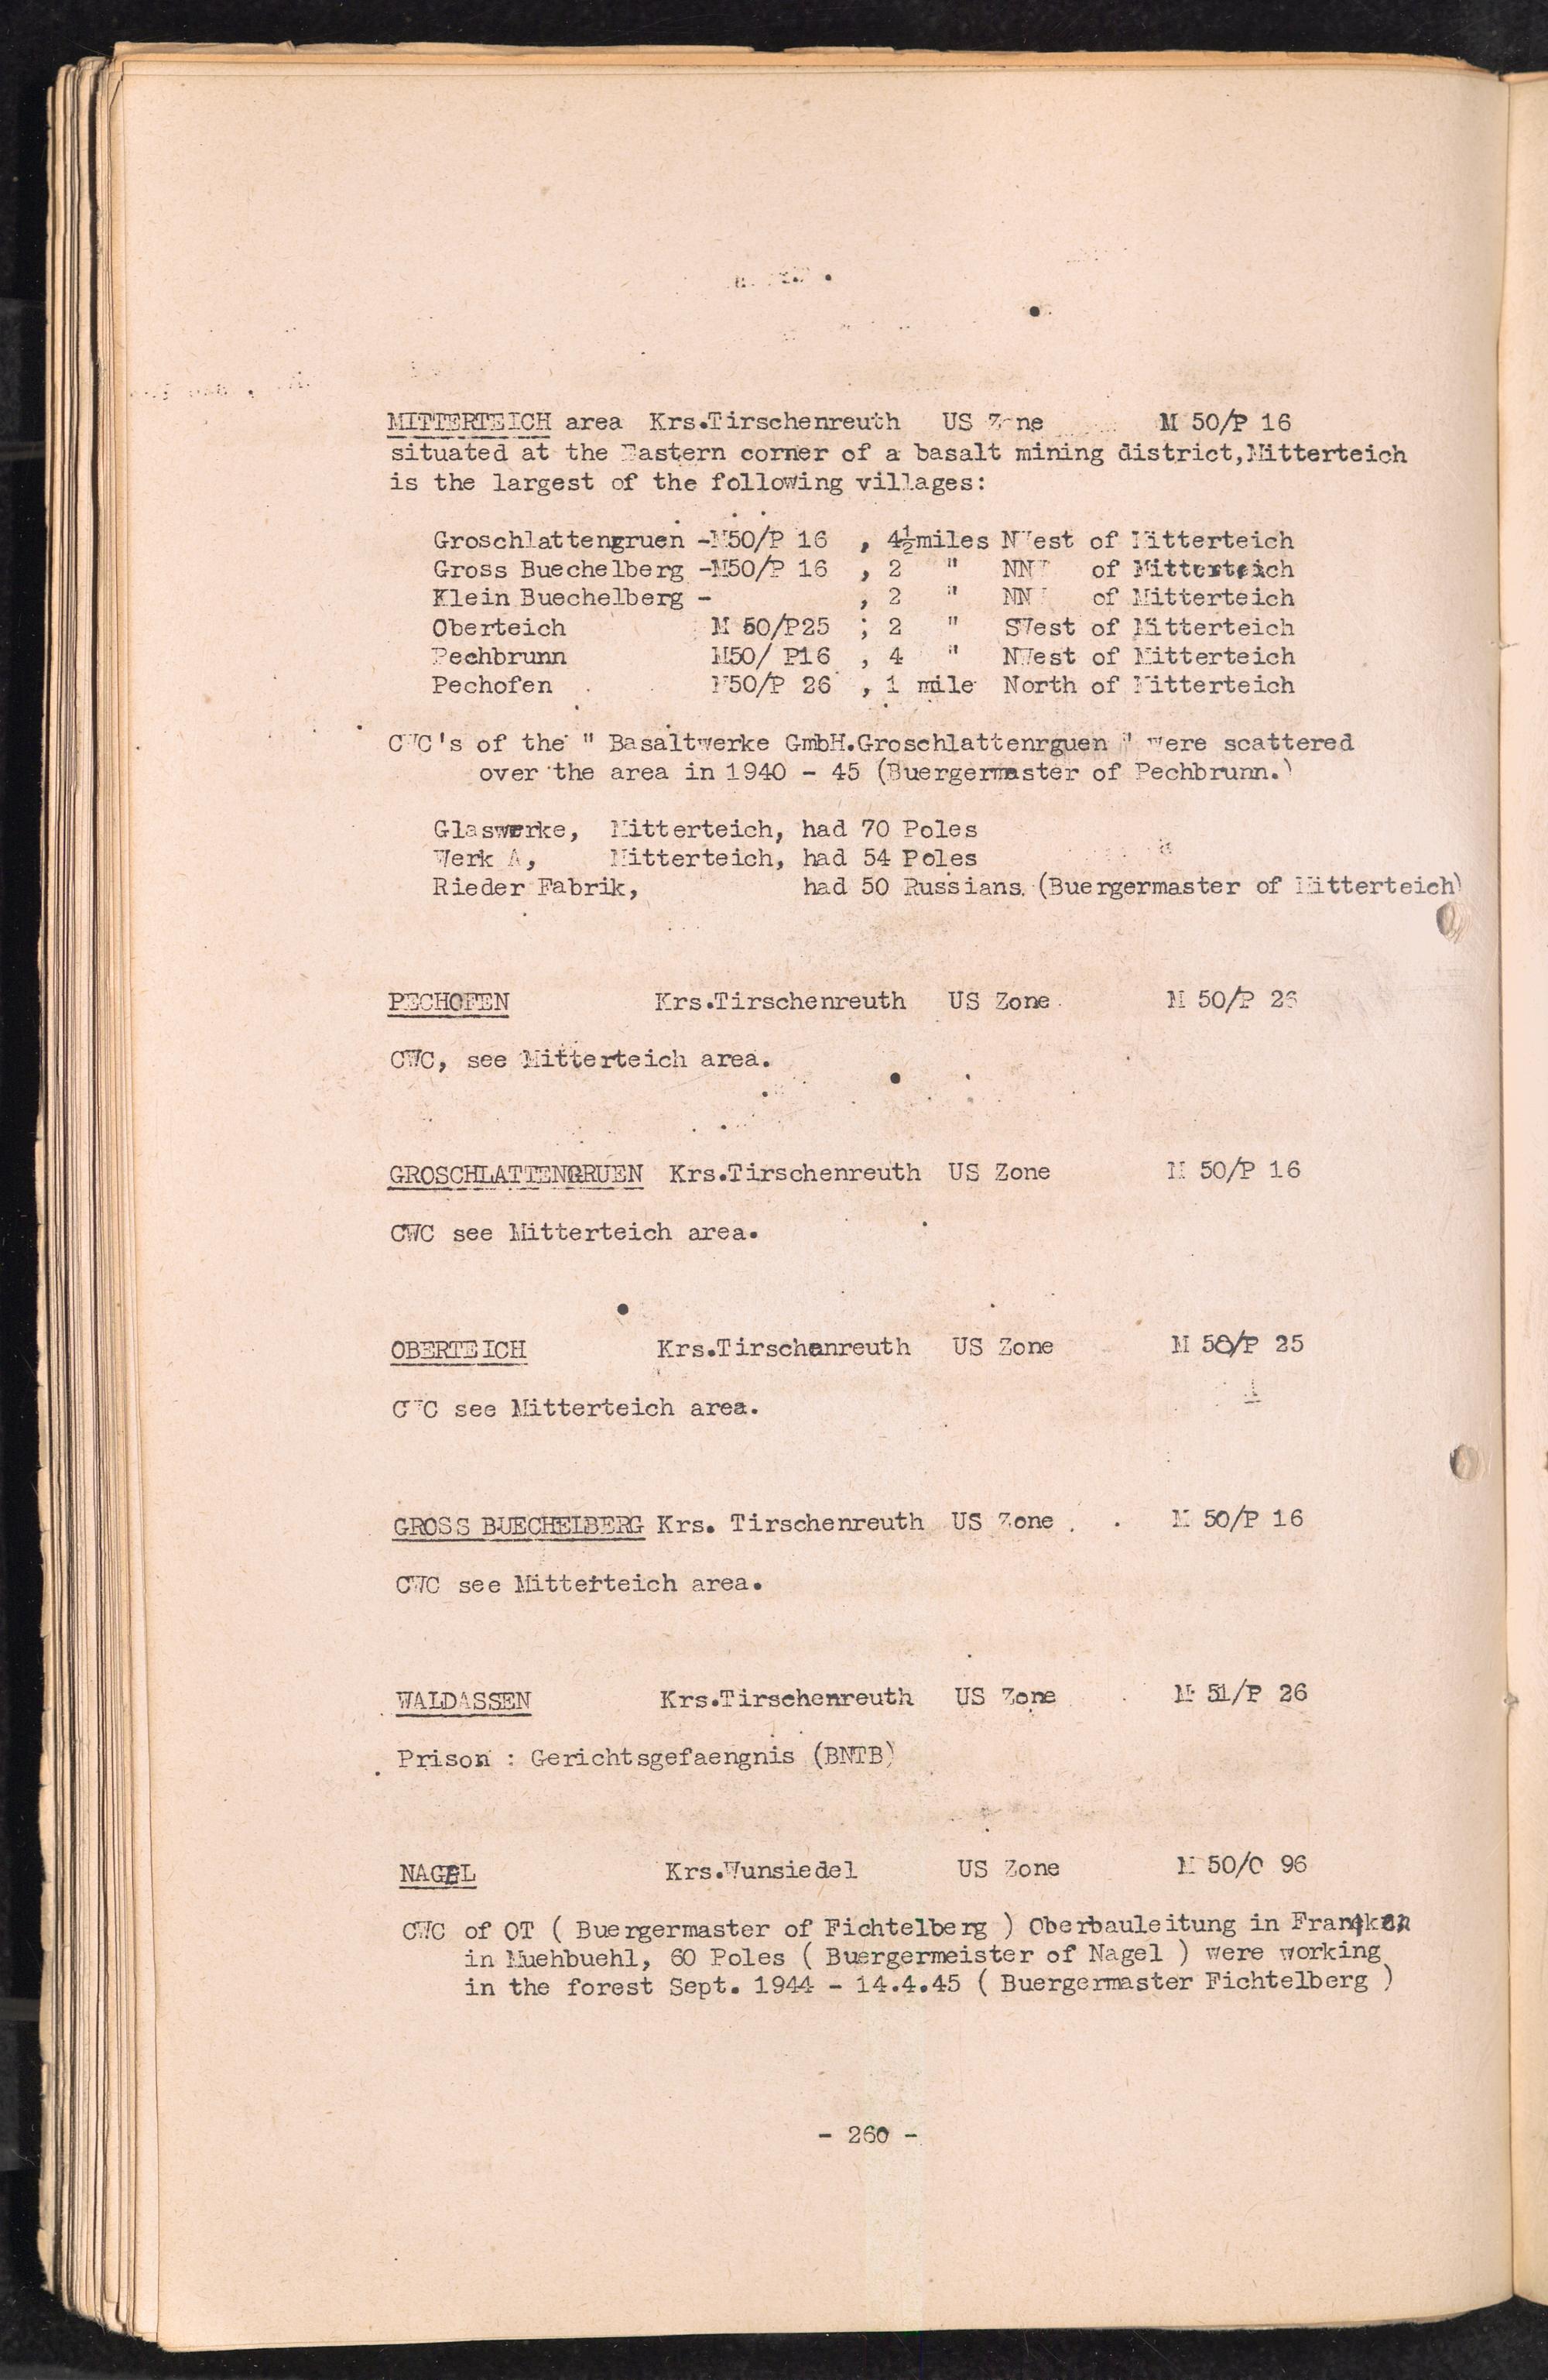 MITTERTEICH area Krs.Tirschenreuth US Zone M 50/P 16
situated at the Eastern corner of a basalt mining district,Mitterteich
is the largest of the following villages:
Groschlattengruen -M50/P 16 , 4½miles NWest of Mitterteich
Gross Buechelberg -M50/P 16 , 2 " NNW of Mitterteich
Klein Buechelberg - , 2 " NNW of Mitterteich
Oberteich M 50/P25 ; 2 " SWest of Mitterteich
Pechbrunn M50/ P16 , 4 " NWest of Mitterteich
Pechofen M50/P 26 , 1 mile North of Mitterteich
CWC's of the " Basaltwerke GmbH.Groschlattenrguen " were scattered
over the area in 1940 - 45 (Buergermaster of Pechbrunn.)
Glaswerke, Mitterteich, had 70 Poles
Werk A, Mitterteich, had 54 Poles
Rieder Fabrik, had 50 Russians. (Buergermaster of Mitterteich)
PECHOFEN Krs.Tirschenreuth US Zone M 50/P 26
CWC, see Mitterteich area.
GROSCHLATTENGRUEN Krs.Tirschenreuth US Zone M 50/P 16
CWC see Mitterteich area.
OBERTEICH Krs.Tirschenreuth US Zone M 50/P 25
CWC see Mitterteich area.
GROSS BUECHELBERG Krs. Tirschenreuth US Zone M 50/P 16
CWC see Mitterteich area.
WALDASSEN Krs.Tirschenreuth US Zone M 51/P 26
Prison : Gerichtsgefaengnis (BNTB)
NAGEL Krs.Wunsiedel US Zone M 50/O 96
CWC of OT ( Buergermaster of Fichtelberg ) Oberbauleitung in Franken
in Muehbuehl, 60 Poles ( Buergermeister of Nagel ) were working
in the forest Sept. 1944 - 14.4.45 ( Buergermaster Fichtelberg )
- 260 -